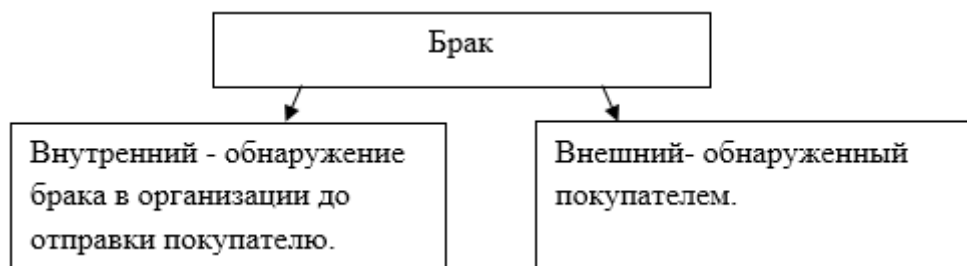 Брак
Внутренний - обнаружение
брака в организации до
отправки покупателю.
Внешний- обнаруженный
покупателем.